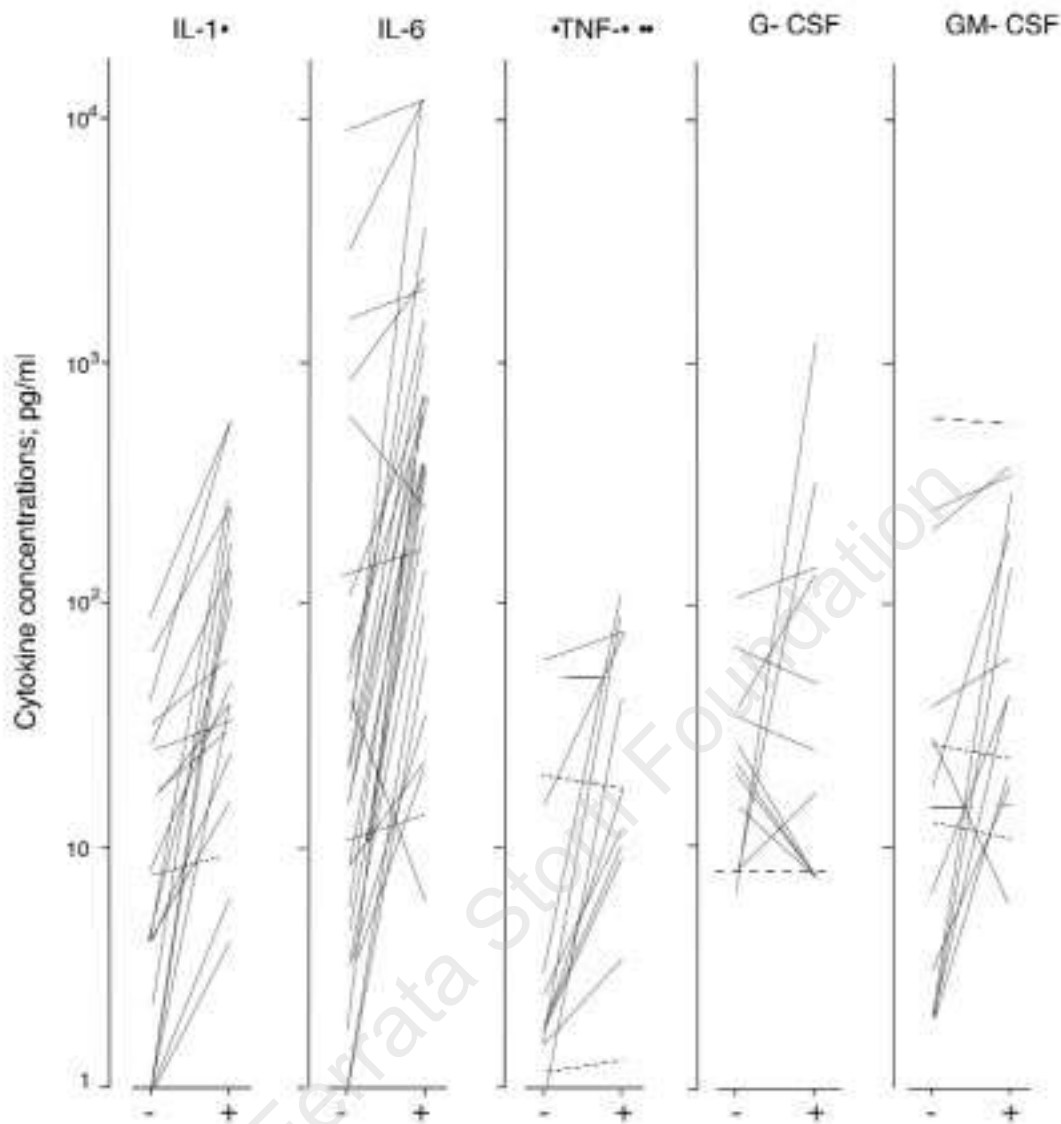 IL-1• IL-6 •TNF-• •• G- CSF GM- CSF
Cytokine concentrations; pg/ml
10⁴
10³
10²
10
1
- + - + - + - + - +
Ferrata Storti Foundation